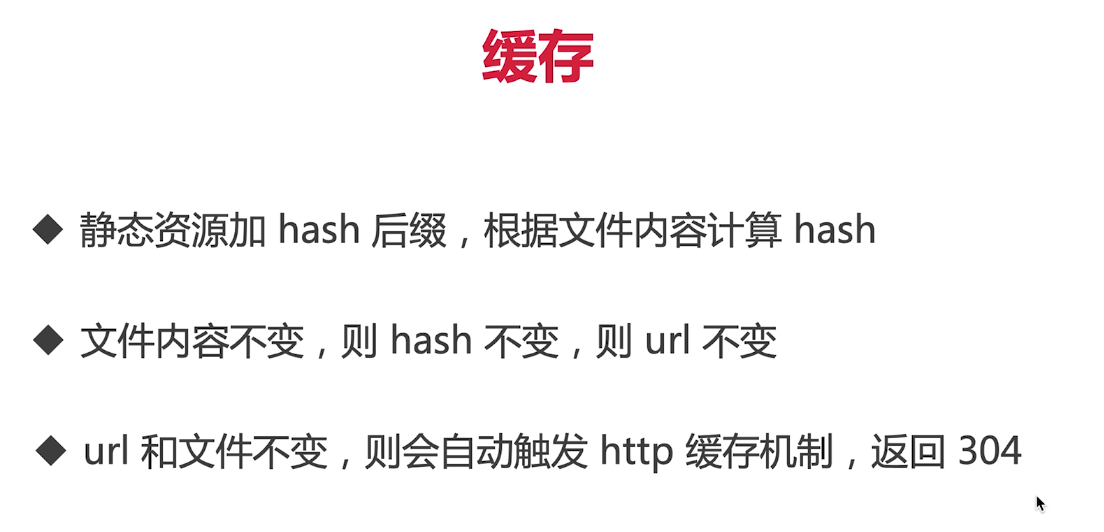 缓存
◆ 静态资源加 hash 后缀，根据文件内容计算 hash
◆ 文件内容不变，则 hash 不变，则 url 不变
◆ url 和文件不变，则会自动触发 http 缓存机制，返回 304